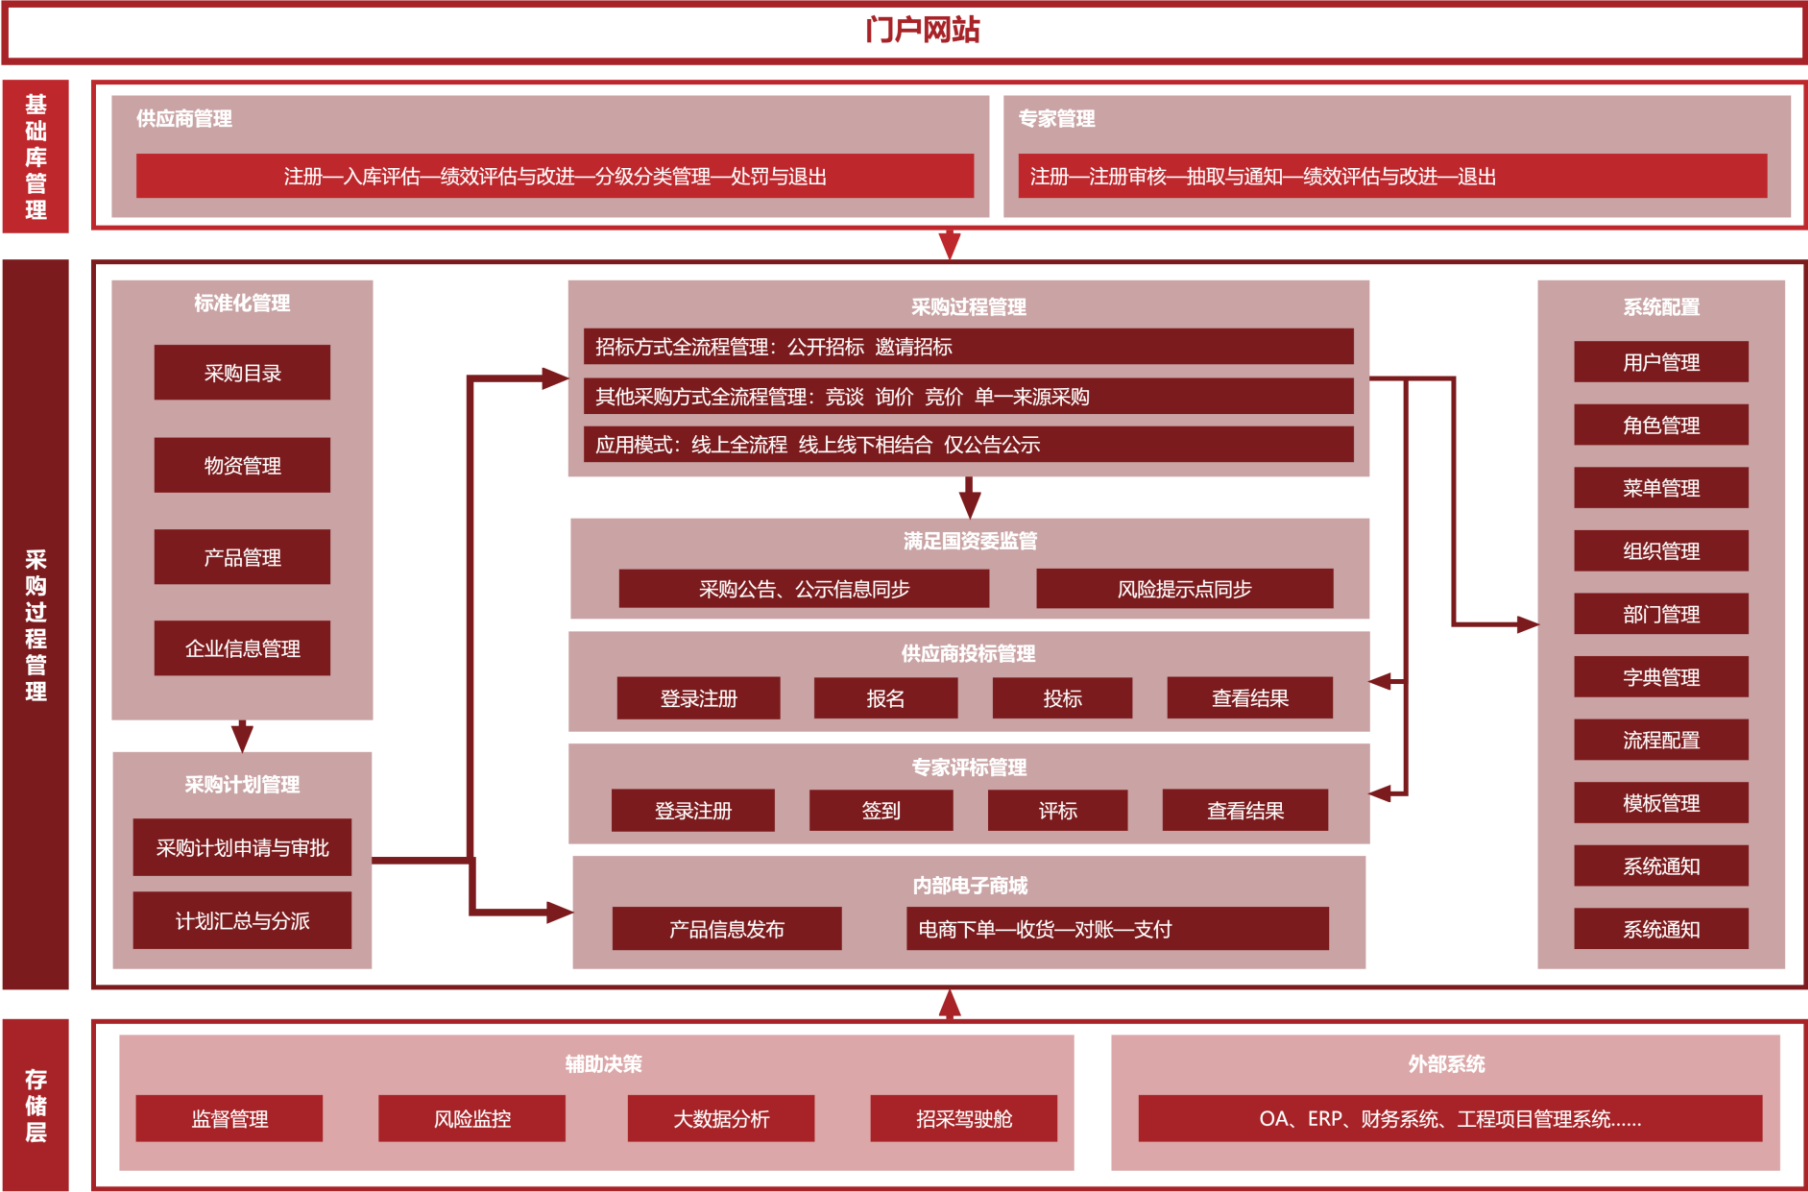 门户网站
基础库管理
供应商管理
注册—入库评估—绩效评估与改进—分级分类管理—处罚与退出
专家管理
注册—注册审核—抽取与通知—绩效评估与改进—退出
采购过程管理
标准化管理
采购目录
物资管理
产品管理
企业信息管理
采购计划管理
采购计划申请与审批
计划汇总与分派
采购过程管理
招标方式全流程管理：公开招标 邀请招标
其他采购方式全流程管理：竞谈 询价 竞价 单一来源采购
应用模式：线上全流程 线上线下相结合 仅公告公示
满足国资委监管
采购公告、公示信息同步
风险提示点同步
供应商投标管理
登录注册
报名
投标
查看结果
专家评标管理
登录注册
签到
评标
查看结果
内部电子商城
产品信息发布
电商下单—收货—对账—支付
系统配置
用户管理
角色管理
菜单管理
组织管理
部门管理
字典管理
流程配置
模板管理
系统通知
系统通知
存储层
辅助决策
监督管理
风险监控
大数据分析
招采驾驶舱
外部系统
OA、ERP、财务系统、工程项目管理系统......